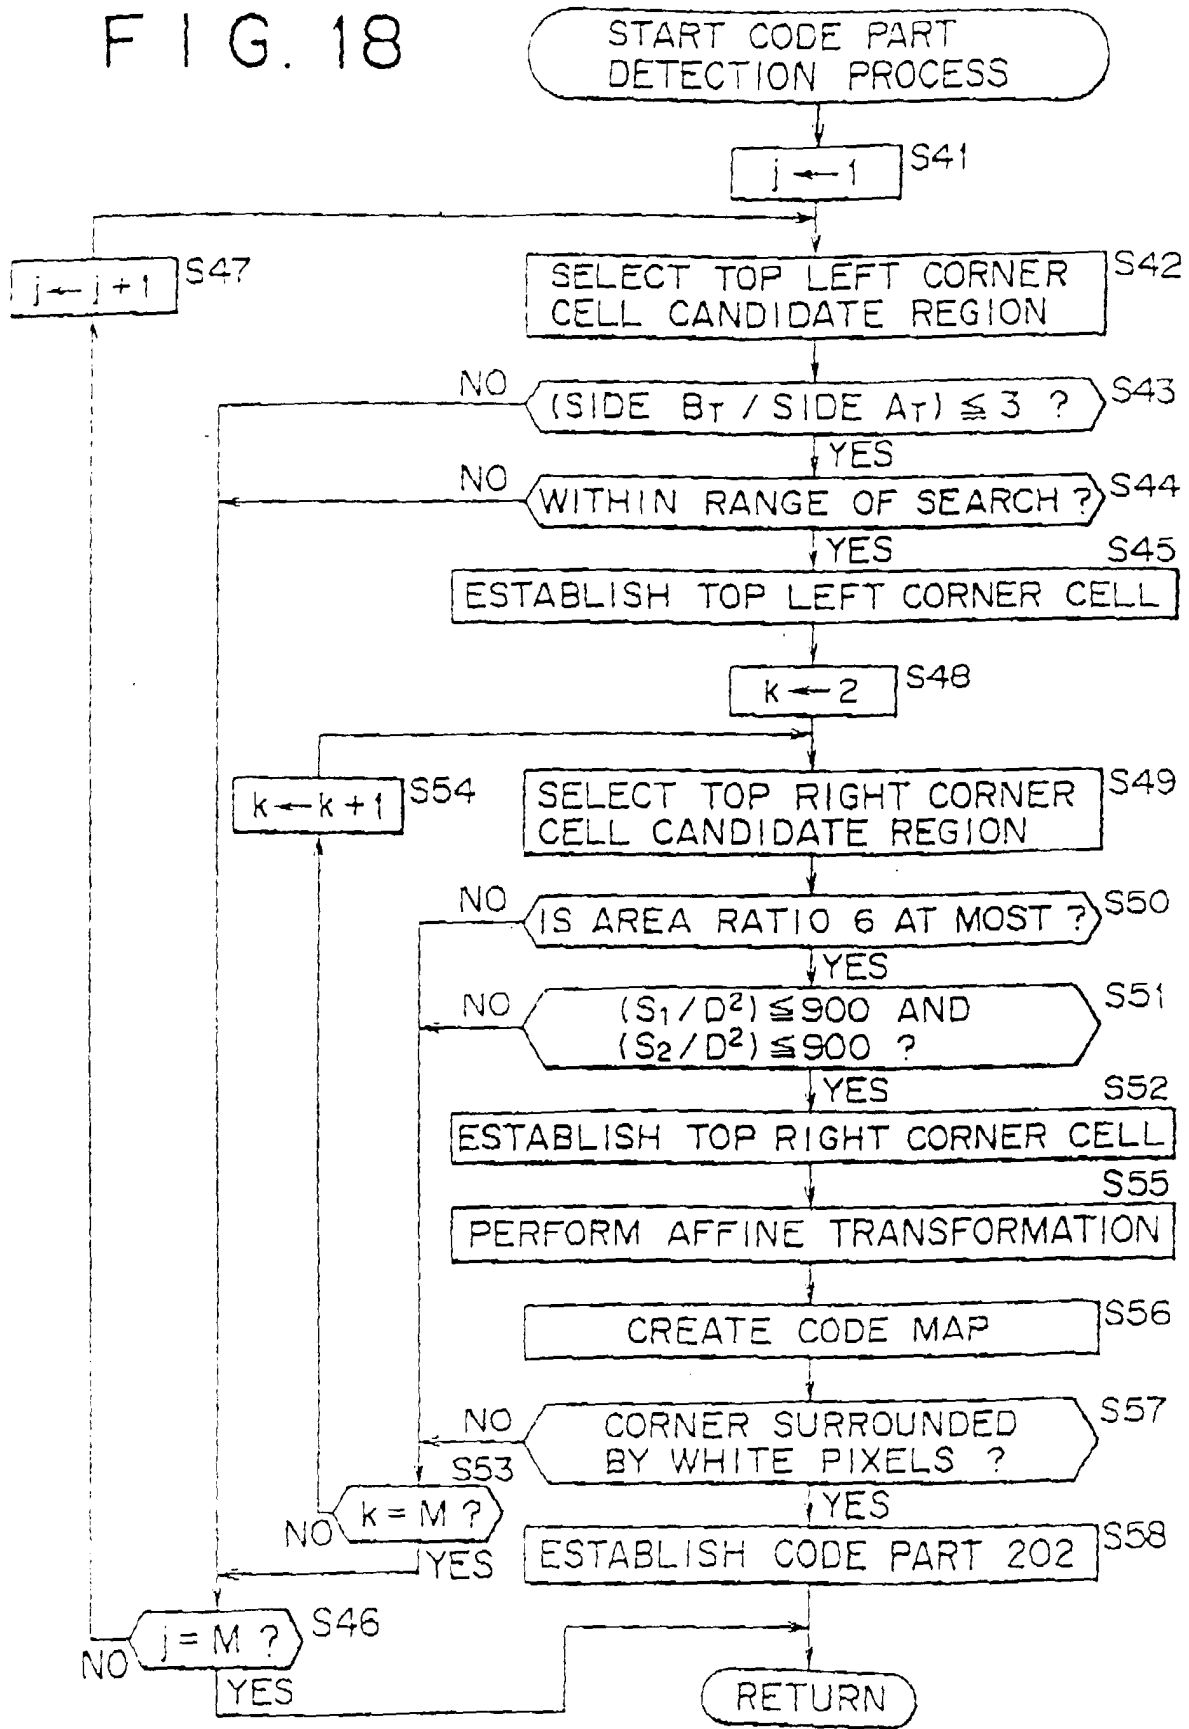 FIG. 18
START CODE PART
DETECTION PROCESS
j ← 1
S41
j ← j + 1
S47
SELECT TOP LEFT CORNER
CELL CANDIDATE REGION
S42
NO
(SIDE BT / SIDE AT) ≦ 3 ?
S43
YES
NO
WITHIN RANGE OF SEARCH ?
S44
YES
S45
ESTABLISH TOP LEFT CORNER CELL
k ← 2
S48
k ← k + 1
S54
SELECT TOP RIGHT CORNER
CELL CANDIDATE REGION
S49
NO
IS AREA RATIO 6 AT MOST ?
S50
YES
NO
(S1 / D²) ≦ 900 AND
(S2 / D²) ≦ 900 ?
S51
YES
S52
ESTABLISH TOP RIGHT CORNER CELL
S55
PERFORM AFFINE TRANSFORMATION
CREATE CODE MAP
S56
NO
CORNER SURROUNDED
BY WHITE PIXELS ?
S57
S53
k = M ?
NO
YES
YES
ESTABLISH CODE PART 202
S58
j = M ?
S46
NO
YES
RETURN